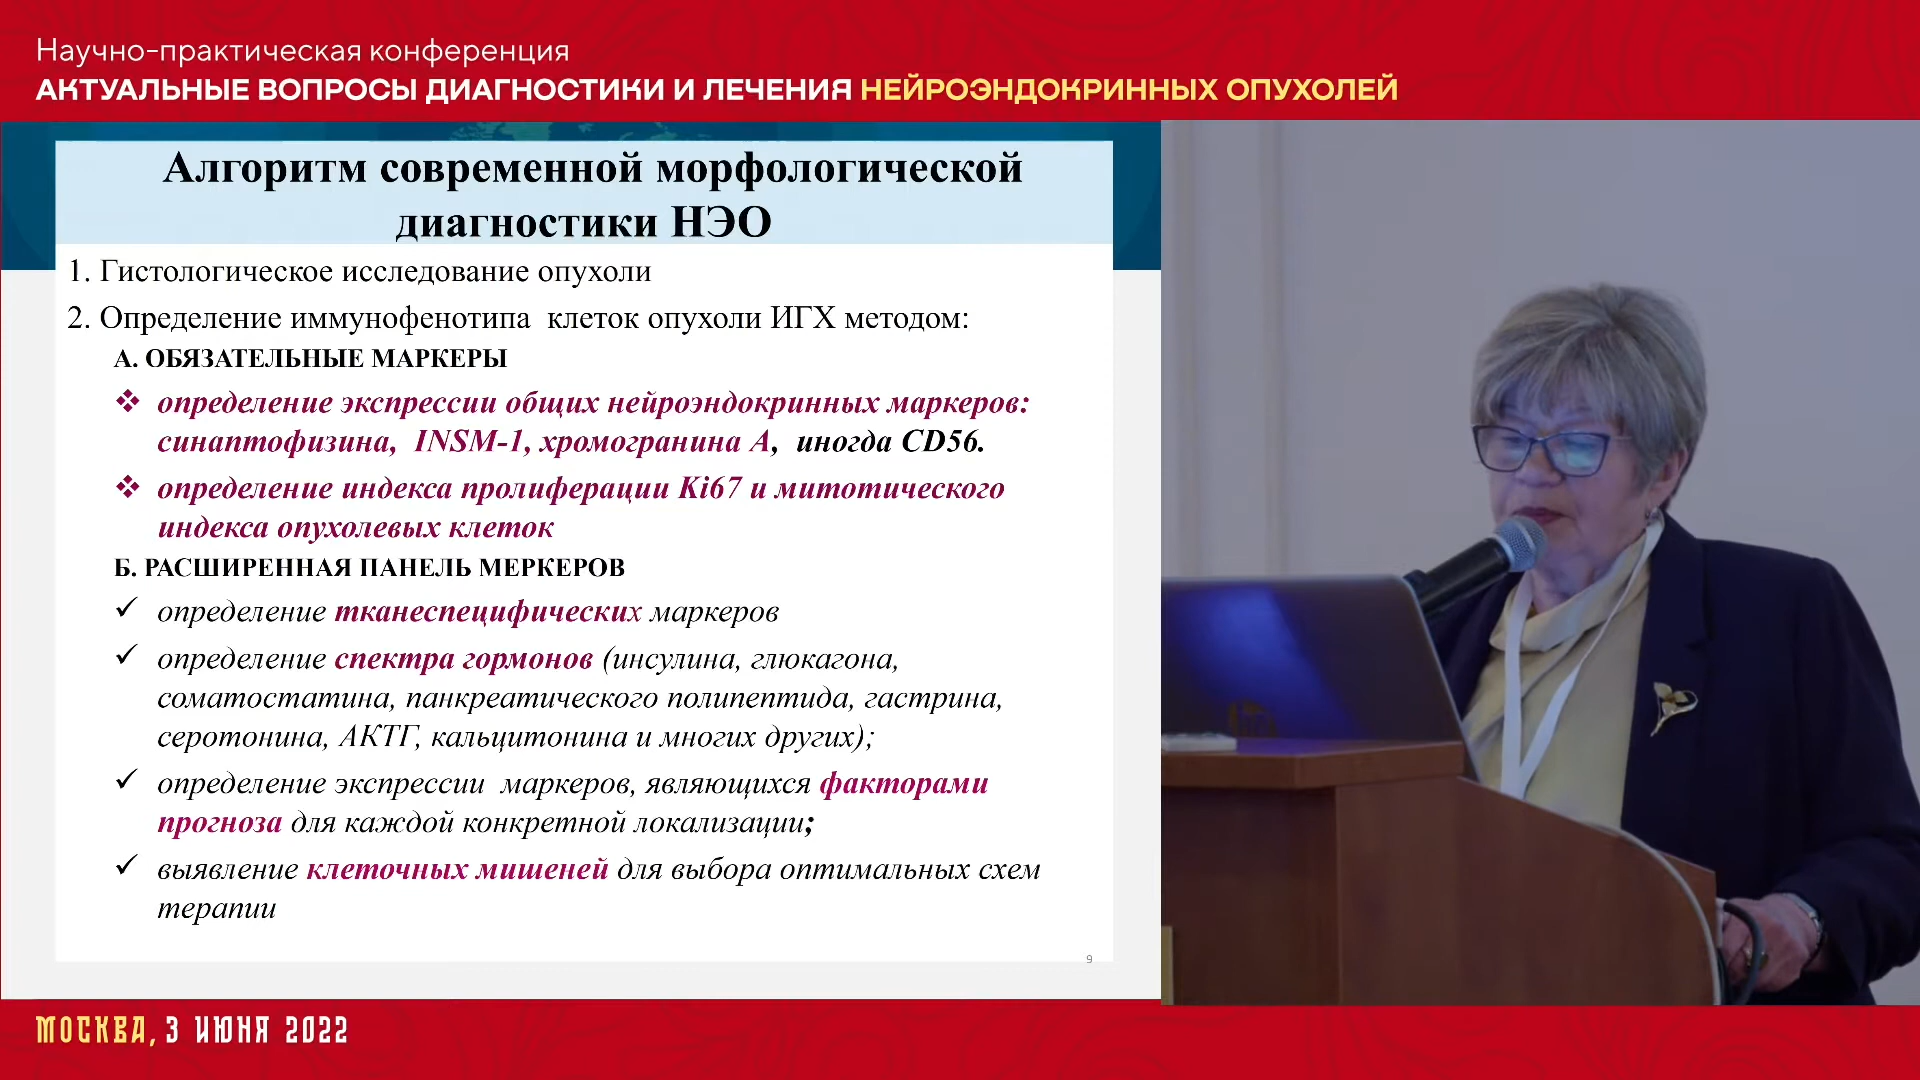 Научно-практическая конференция
АКТУАЛЬНЫЕ ВОПРОСЫ ДИАГНОСТИКИ И ЛЕЧЕНИЯ НЕЙРОЭНДОКРИННЫХ ОПУХОЛЕЙ
Алгоритм современной морфологической
диагностики НЭО
1. Гистологическое исследование опухоли
2. Определение иммунофенотипа клеток опухоли ИГХ методом:
А. ОБЯЗАТЕЛЬНЫЕ МАРКЕРЫ
❖ определение экспрессии общих нейроэндокринных маркеров:
синаптофизина, INSM-1, хромогранина А, иногда CD56.
❖ определение индекса пролиферации Ki67 и митотического
индекса опухолевых клеток
Б. РАСШИРЕННАЯ ПАНЕЛЬ МЕРКЕРОВ
✓ определение тканеспецифических маркеров
✓ определение спектра гормонов (инсулина, глюкагона,
соматостатина, панкреатического полипептида, гастрина,
серотонина, АКТГ, кальцитонина и многих других);
✓ определение экспрессии маркеров, являющихся факторами
прогноза для каждой конкретной локализации;
✓ выявление клеточных мишеней для выбора оптимальных схем
терапии
9
МОСКВА, 3 ИЮНЯ 2022